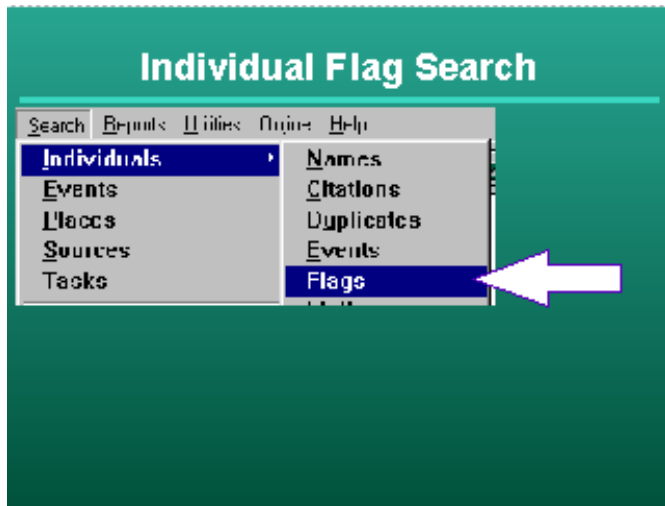 Individual Flag Search
Search Reports Utilities Online Help
Individuals Names
Events Citations
Places Duplicates
Sources Events
Tasks Flags